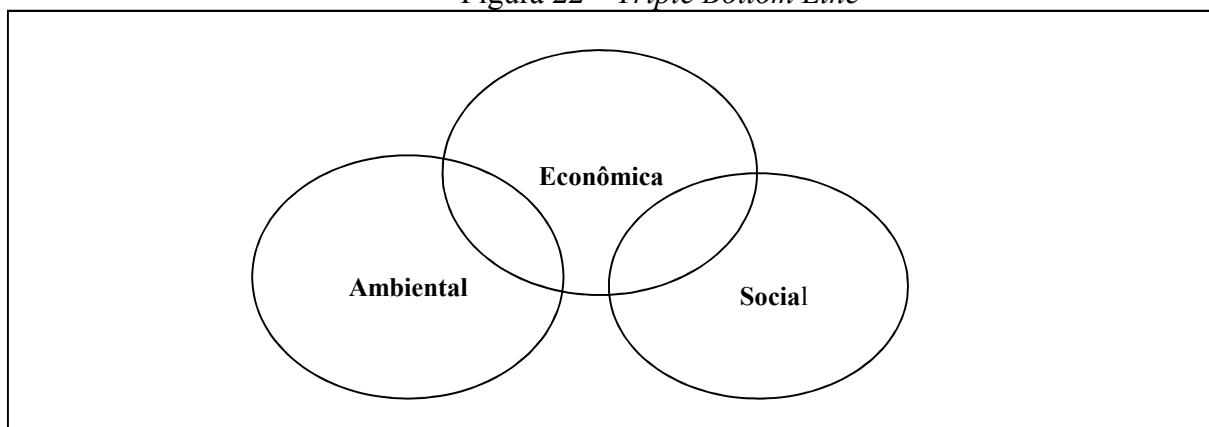 Figura 22 – Triple Bottom Line
Econômica
Ambiental
Social